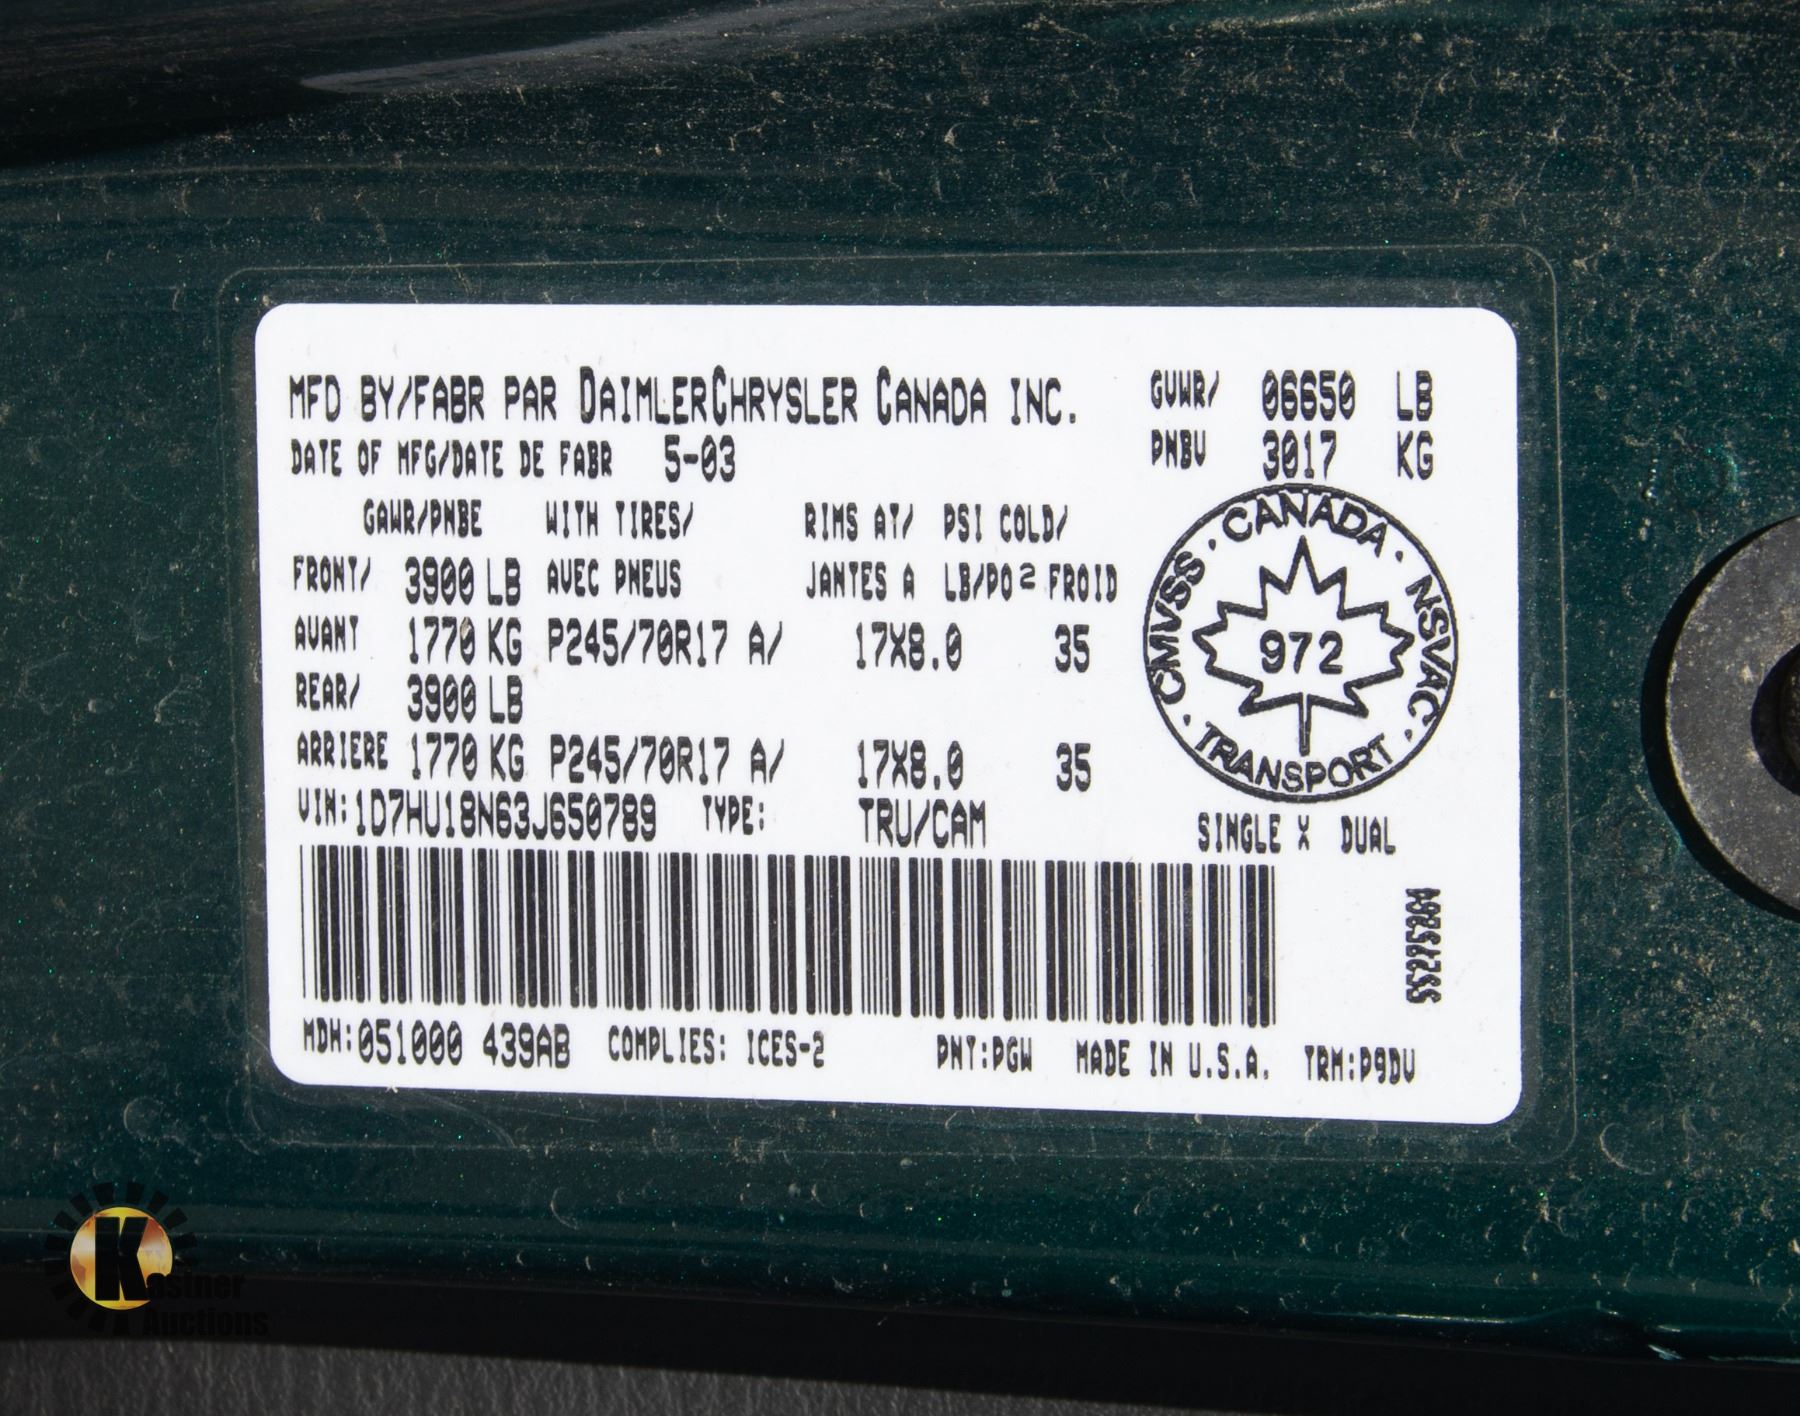 MFD BY/FABR PAR DAIMLERCHRYSLER CANADA INC. GVWR/ 06650 LB
DATE OF MFG/DATE DE FABR 5-03 PNBV 3017 KG
GAWR/PNBE WITH TIRES/ RIMS AT/ PSI COLD/
FRONT/ 3900 LB AVEC PNEUS JANTES A LB/PO² FROID
AVANT 1770 KG P245/70R17 A/ 17X8.0 35
REAR/ 3900 LB
ARRIERE 1770 KG P245/70R17 A/ 17X8.0 35
CANADA · NSVAC · TRANSPORT · CMVSS ·
972
VIN: 1D7HU18N63J650789 TYPE: TRU/CAM SINGLE X DUAL
MDH: 051000 439AB COMPLIES: ICES-2 PNT:PGW MADE IN U.S.A. TRM:P9DV
Kastner
Auctions